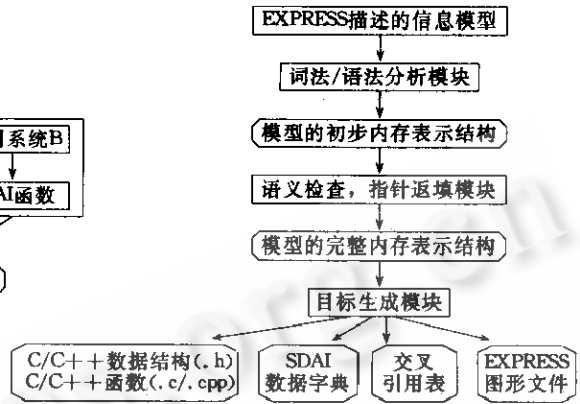 EXPRESS描述的信息模型
词法/语法分析模块
模型的初步内存表示结构
系统B
语义检查，指针返填模块
函数
模型的完整内存表示结构
目标生成模块
C/C++数据结构(.h)
C/C++函数(.c/.cpp)
SDAI
数据字典
交叉
引用表
EXPRESS
图形文件
org.cn